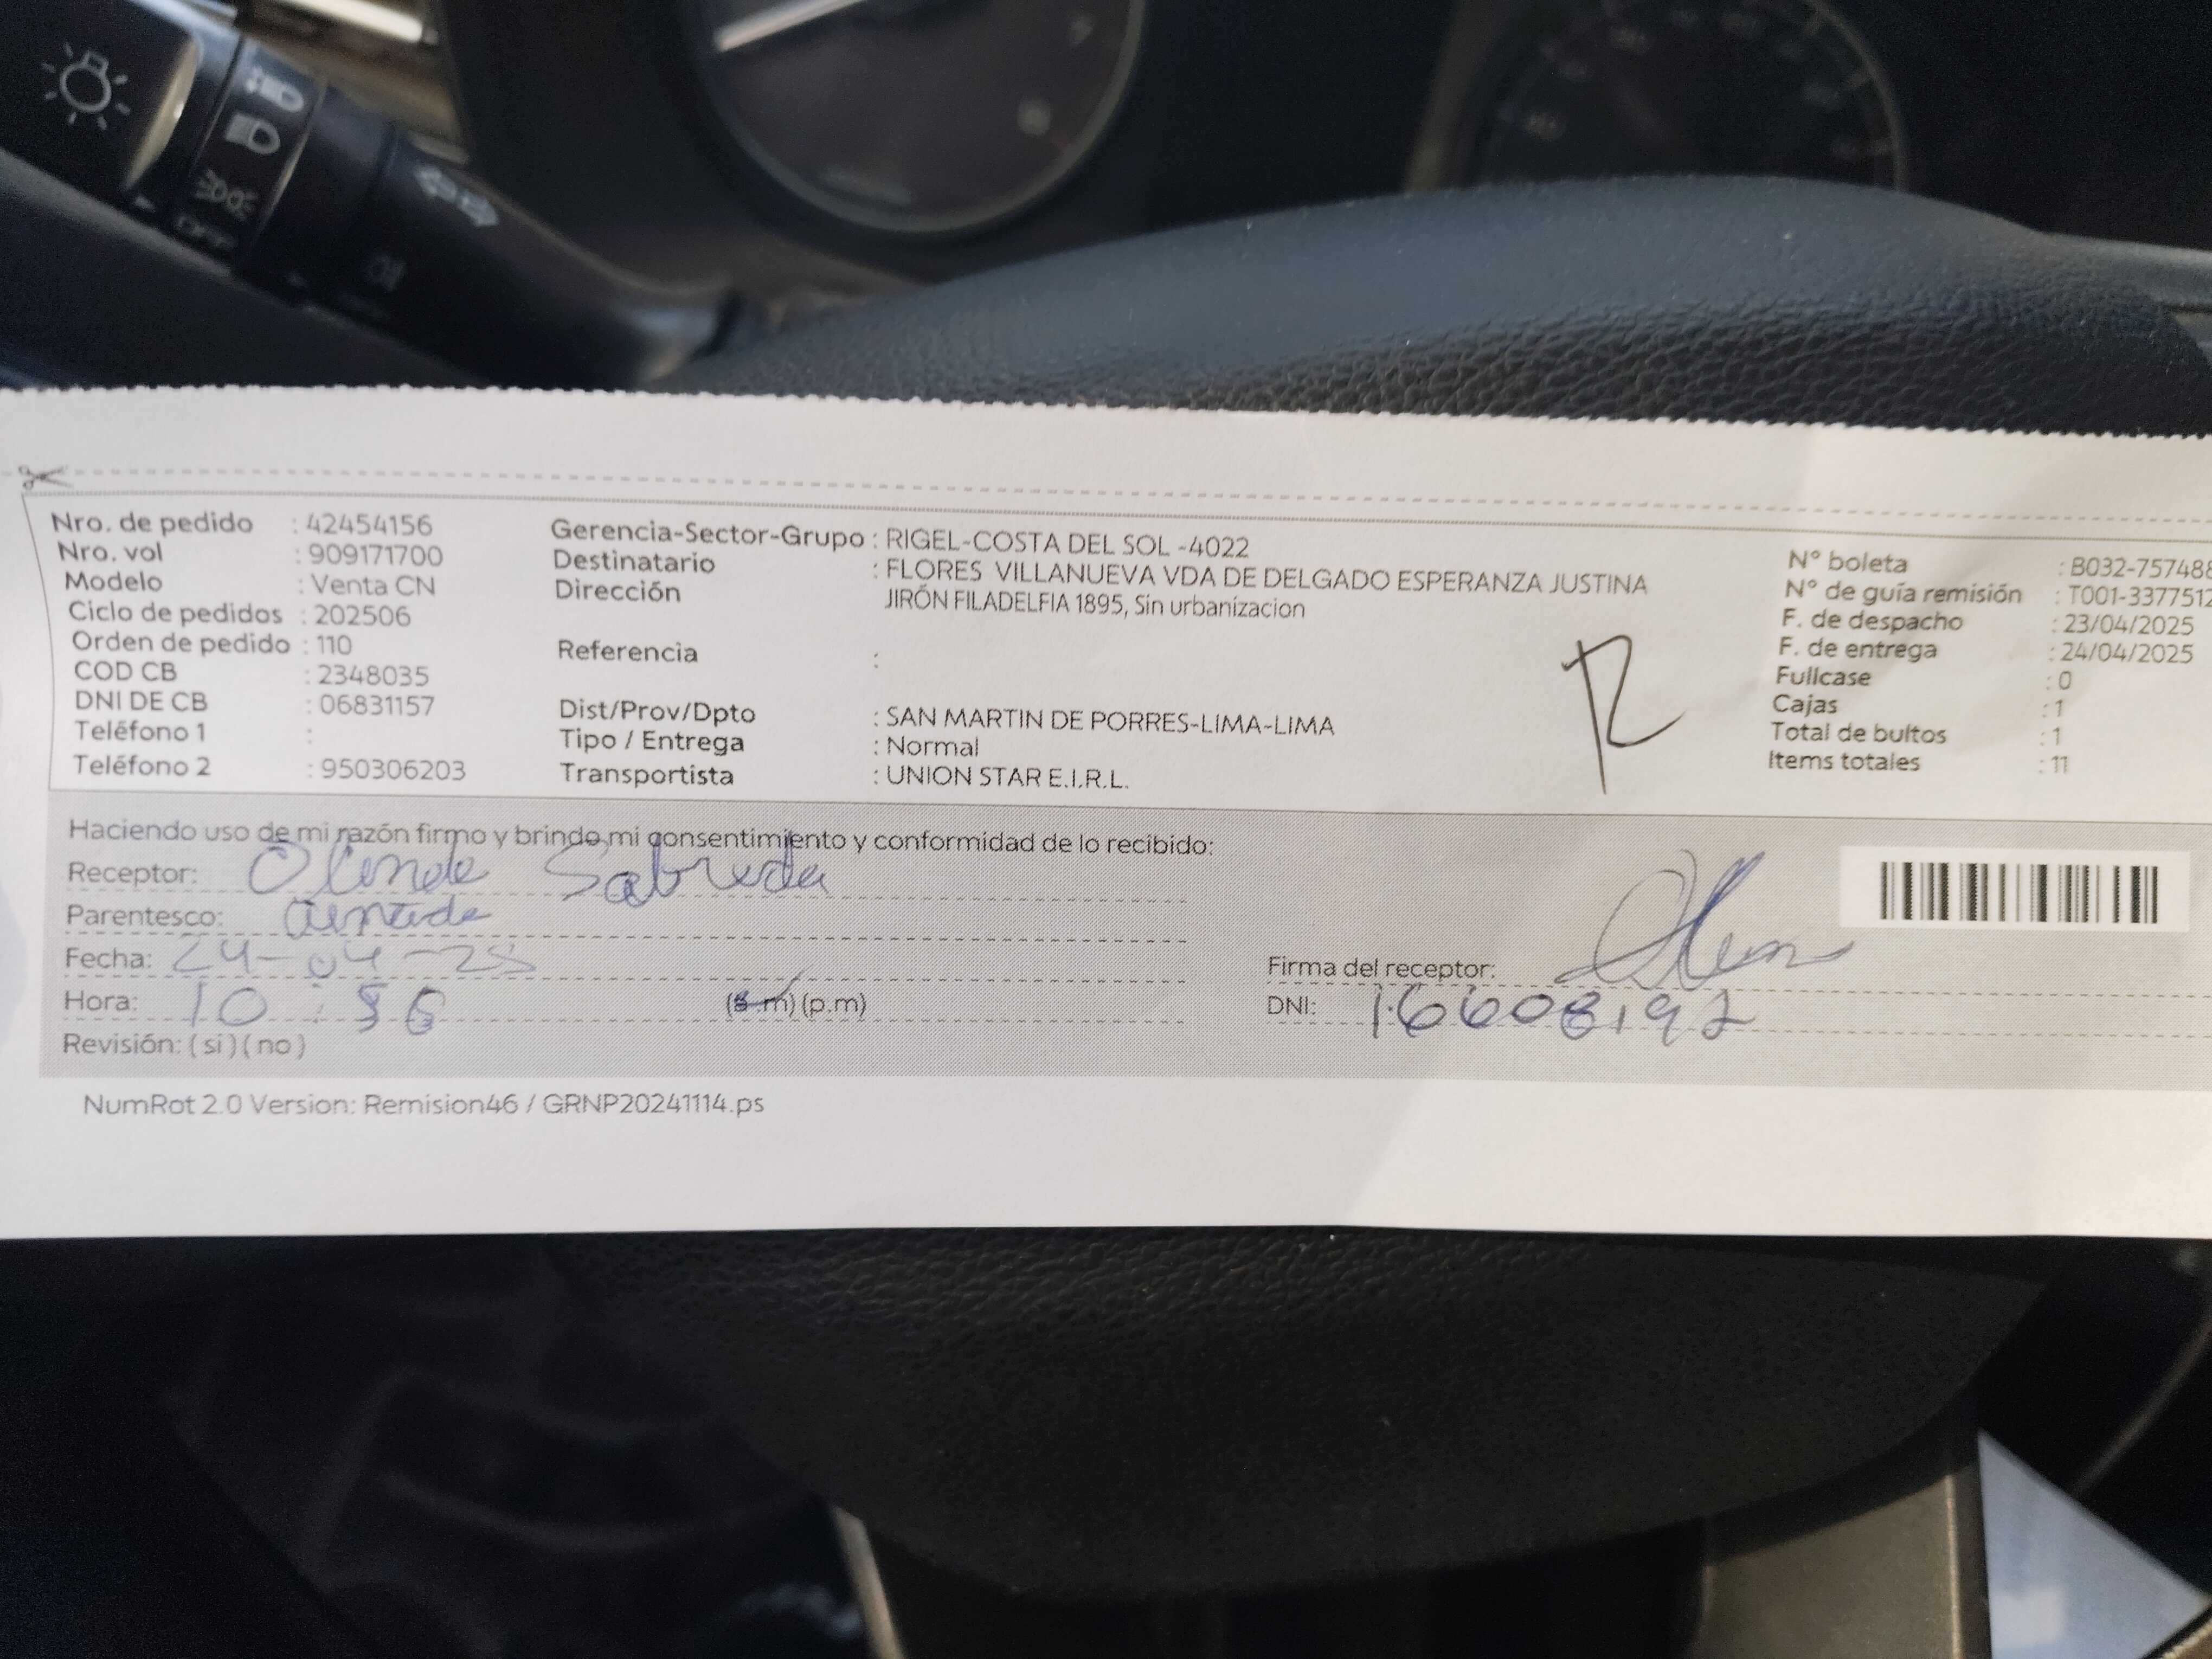 OFF
Nro. de pedido : 42454156
Nro. vol : 909171700
Modelo : Venta CN
Ciclo de pedidos : 202506
Orden de pedido : 110
COD CB : 2348035
DNI DE CB : 06831157
Teléfono 1 :
Teléfono 2 : 950306203
Gerencia-Sector-Grupo : RIGEL-COSTA DEL SOL -4022
Destinatario : FLORES VILLANUEVA VDA DE DELGADO ESPERANZA JUSTINA
Dirección JIRÓN FILADELFIA 1895, Sin urbanizacion
Referencia :
Dist/Prov/Dpto : SAN MARTIN DE PORRES-LIMA-LIMA
Tipo / Entrega : Normal
Transportista : UNION STAR E.I.R.L.
N° boleta : B032-757488
N° de guía remisión : T001-3377512
F. de despacho : 23/04/2025
F. de entrega : 24/04/2025
Fullcase : 0
Cajas : 1
Total de bultos : 1
Items totales : 11
Haciendo uso de mi razón firmo y brindo mi consentimiento y conformidad de lo recibido:
Receptor:
Parentesco:
Fecha: 24-04-25
Hora: 10:56 (a.m) (p.m)
Revisión: (si) (no)
Firma del receptor:
DNI: 16608192
NumRot 2.0 Version: Remision46 / GRNP20241114.ps